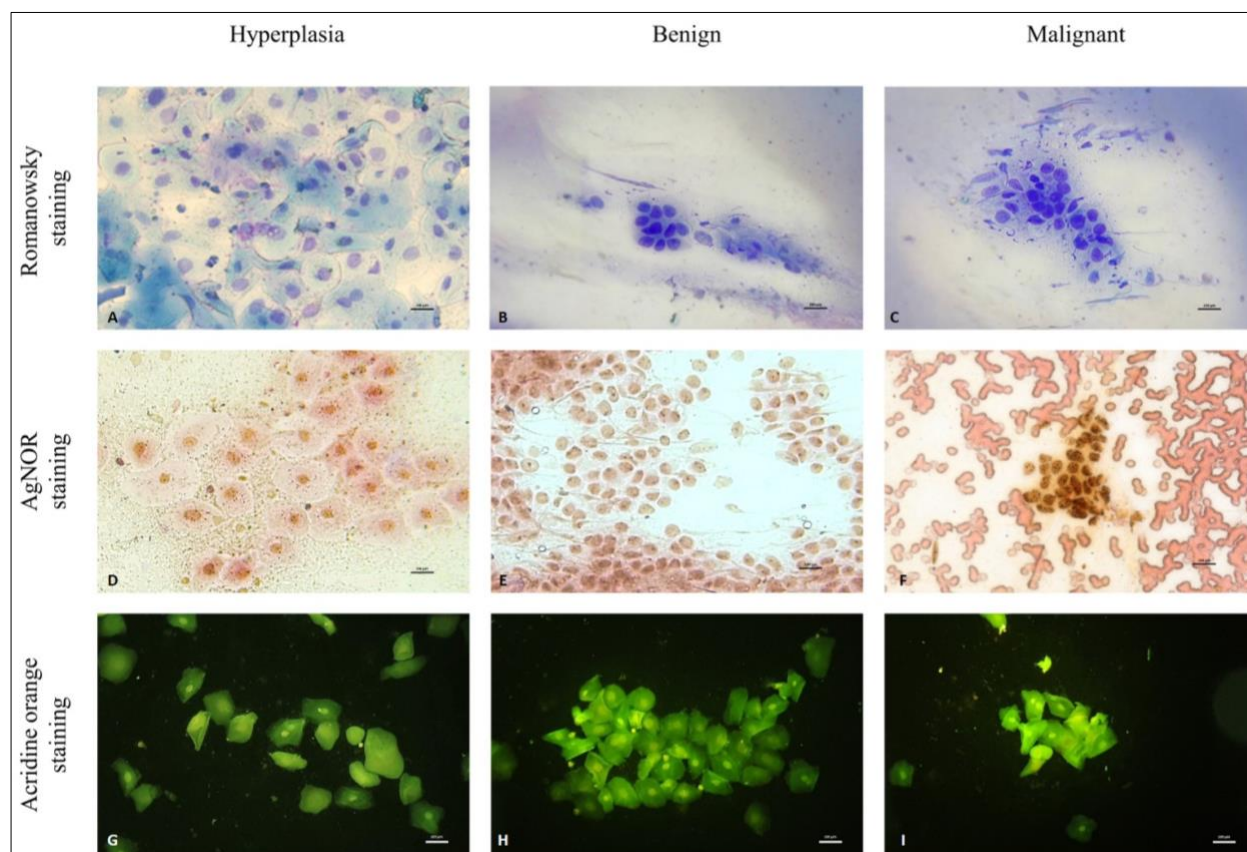 Hyperplasia Benign Malignant
Romanowsky
staining
A B C
AgNOR
staining
D E F
Acridine orange
staining
G H I